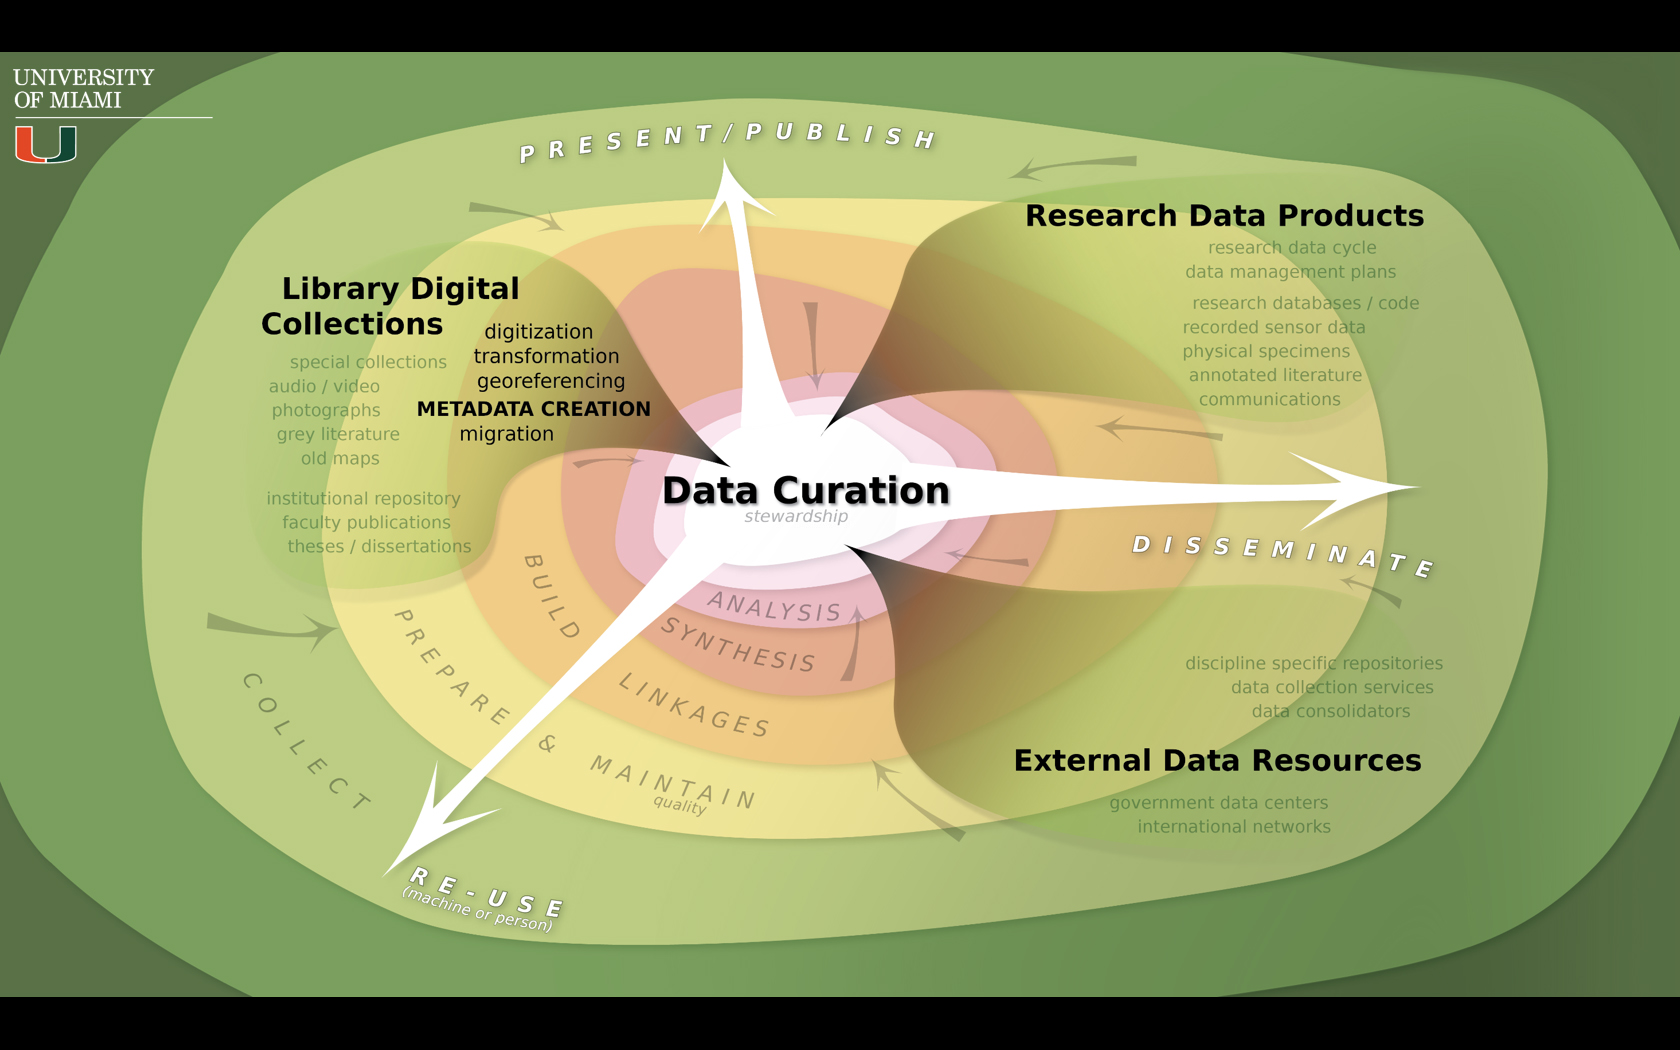 UNIVERSITY
OF MIAMI
PRESENT/PUBLISH
Research Data Products
research data cycle
data management plans
research databases / code
recorded sensor data
physical specimens
annotated literature
communications
Library Digital
Collections
special collections
audio / video
photographs
grey literature
old maps
institutional repository
faculty publications
theses / dissertations
digitization
transformation
georeferencing
METADATA CREATION
migration
Data Curation
stewardship
DISSEMINATE
ANALYSIS
SYNTHESIS
BUILD LINKAGES
PREPARE & MAINTAIN
quality
COLLECT
discipline specific repositories
data collection services
data consolidators
External Data Resources
government data centers
international networks
RE-USE
(machine or person)